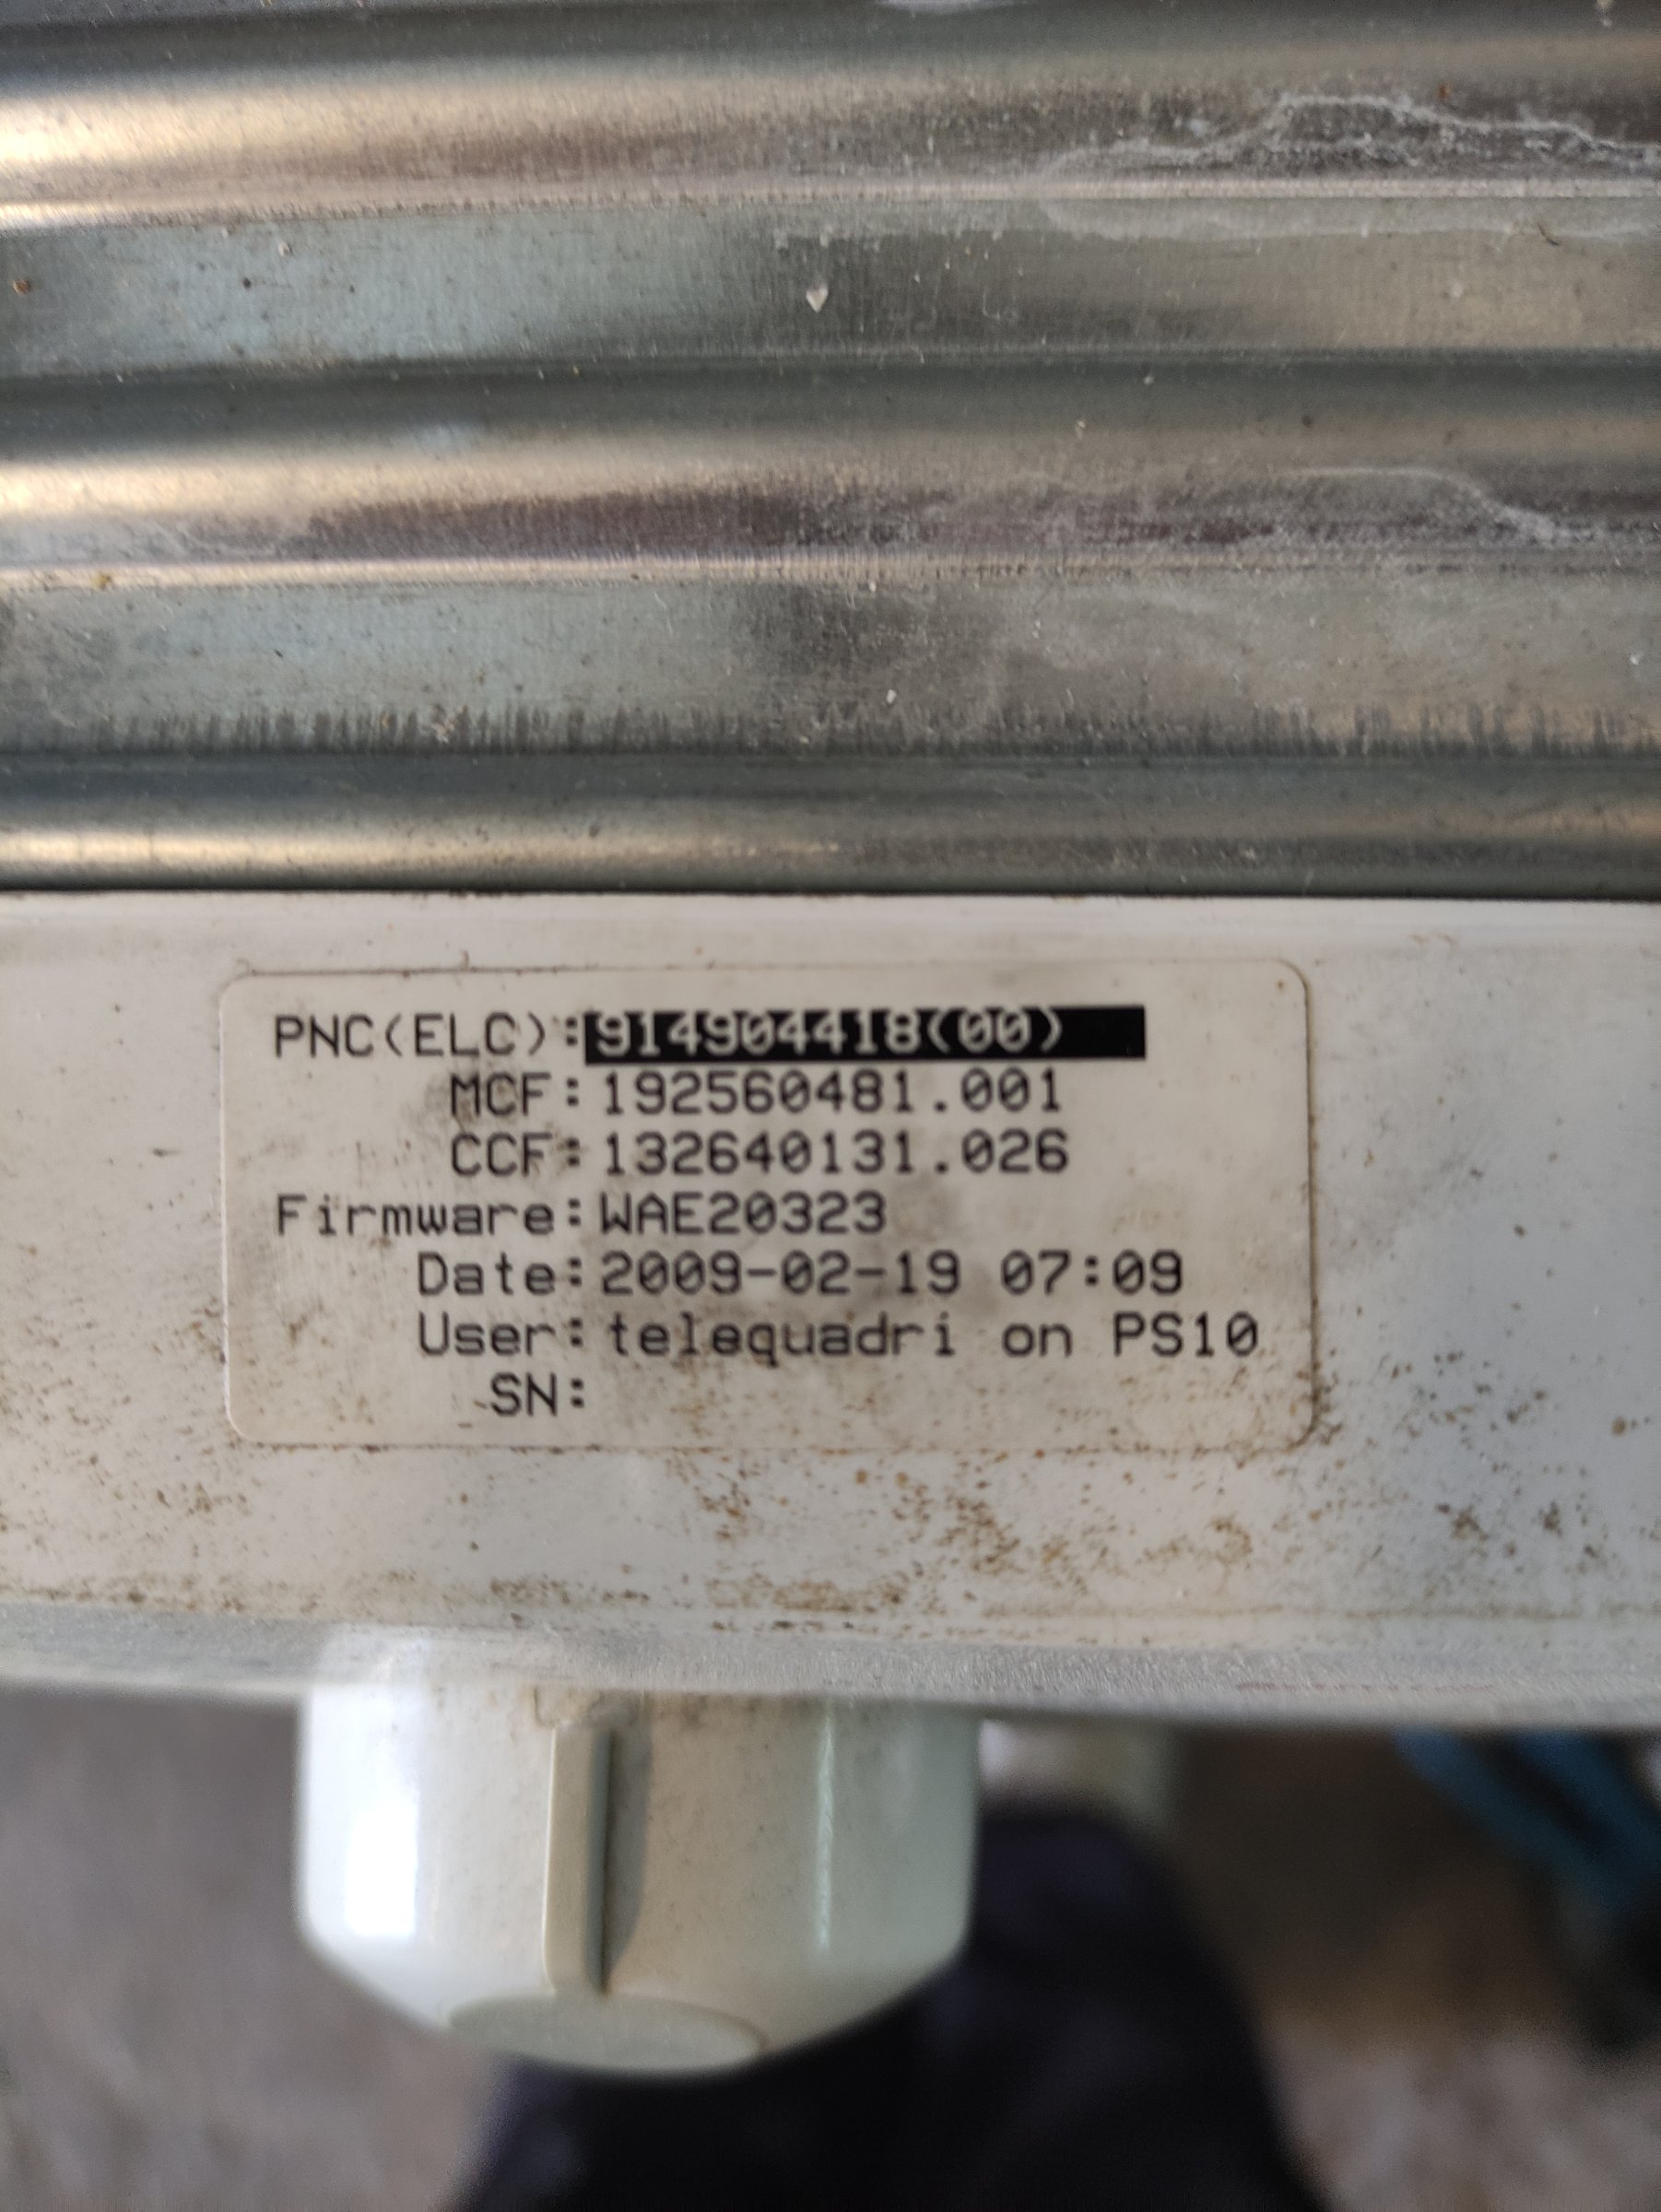 PNC(ELC):914904418(00)
MCF:192560481.001
CCF:132640131.026
Firmware:WAE20323
Date:2009-02-19 07:09
User:telequadri on PS10
SN: